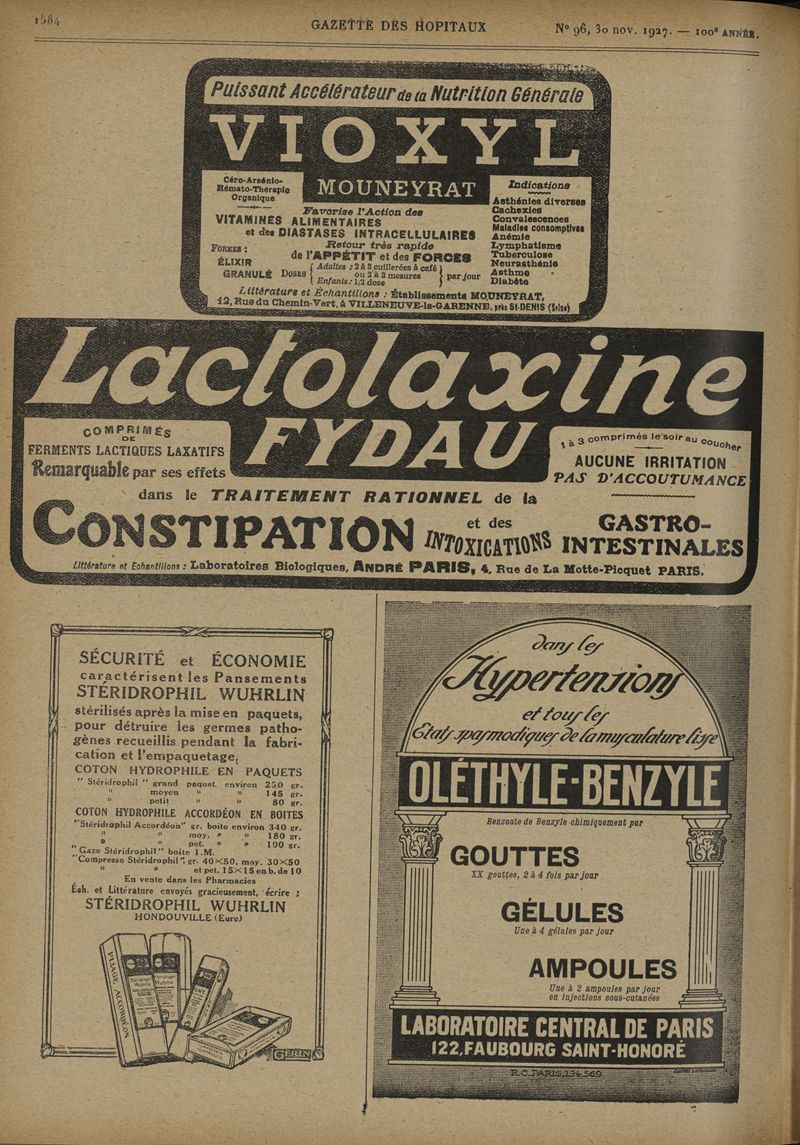 1584
GAZETTE DES HOPITAUX
N° 96, 30 nov. 1927. — 100e ANNÉE.
Puissant Accélérateur de la Nutrition Générale
VIOXYL
MOUNEYRAT
Céro-Arsénio-
Hémato-Thérapie
Organique
Favorise l'Action des
VITAMINES ALIMENTAIRES
et des DIASTASES INTRACELLULAIRES
Retour très rapide
de l'APPÉTIT et des FORCES
FORMES :
ÉLIXIR
GRANULÉ
DOSES
Adultes : 2 à 3 cuillerées à café
ou 2 à 3 mesures
Enfants : 1/2 dose
par jour
Indications
Asthénies diverses
Cachexies
Convalescences
Maladies consomptives
Anémie
Lymphatisme
Tuberculose
Neurasthénie
Asthme
Diabète
Littérature et Échantillons : Établissements MOUNEYRAT,
12, Rue du Chemin-Vert, à VILLENEUVE-la-GARENNE, près St-DENIS (Seine)
Lactolaxine
FYDAU
COMPRIMÉS
DE
FERMENTS LACTIQUES LAXATIFS
Remarquable par ses effets
1 à 3 comprimés le soir au coucher
AUCUNE IRRITATION
PAS D'ACCOUTUMANCE
dans le TRAITEMENT RATIONNEL de la
CONSTIPATION
et des
INTOXICATIONS
GASTRO-
INTESTINALES
Littérature et Echantillons : Laboratoires Biologiques, ANDRÉ PARIS, 4, Rue de La Motte-Picquet PARIS.
SÉCURITÉ et ÉCONOMIE
caractérisent les Pansements
STÉRIDROPHIL WUHRLIN
stérilisés après la mise en paquets,
pour détruire les germes patho-
gènes recueillis pendant la fabri-
cation et l'empaquetage.
COTON HYDROPHILE EN PAQUETS
" Stéridrophil " grand paquet. environ 250 gr.
" moyen " " 145 gr.
" petit " " 80 gr.
COTON HYDROPHILE ACCORDÉON EN BOITES
"Stéridrophil Accordéon" gr. boite environ 340 gr.
" " moy. " " 180 gr.
" " pet. " " 100 gr.
"Gaze Stéridrophil" boite 1 M.
"Compresse Stéridrophil" gr. 40×50, moy. 30×50
" " et pet. 15×15 en b. de 10
En vente dans les Pharmacies
Éch. et Littérature envoyés gracieusement, écrire :
STÉRIDROPHIL WUHRLIN
HONDOUVILLE (Eure)
PLIAGE ACCORDÉON
GERIN
dans les
Hypertensions
et tous les
États spasmodiques de la musculature lisse
OLÉTHYLE-BENZYLE
Benzoate de Benzyle chimiquement pur
GOUTTES
XX gouttes, 2 à 4 fois par jour
GÉLULES
Une à 4 gélules par jour
AMPOULES
Une à 2 ampoules par jour
en injections sous-cutanées
LABORATOIRE CENTRAL DE PARIS
122, FAUBOURG SAINT-HONORÉ
R.C. PARIS, 134.569